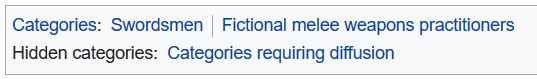 Categories: Swordsmen | Fictional melee weapons practitioners
Hidden categories: Categories requiring diffusion